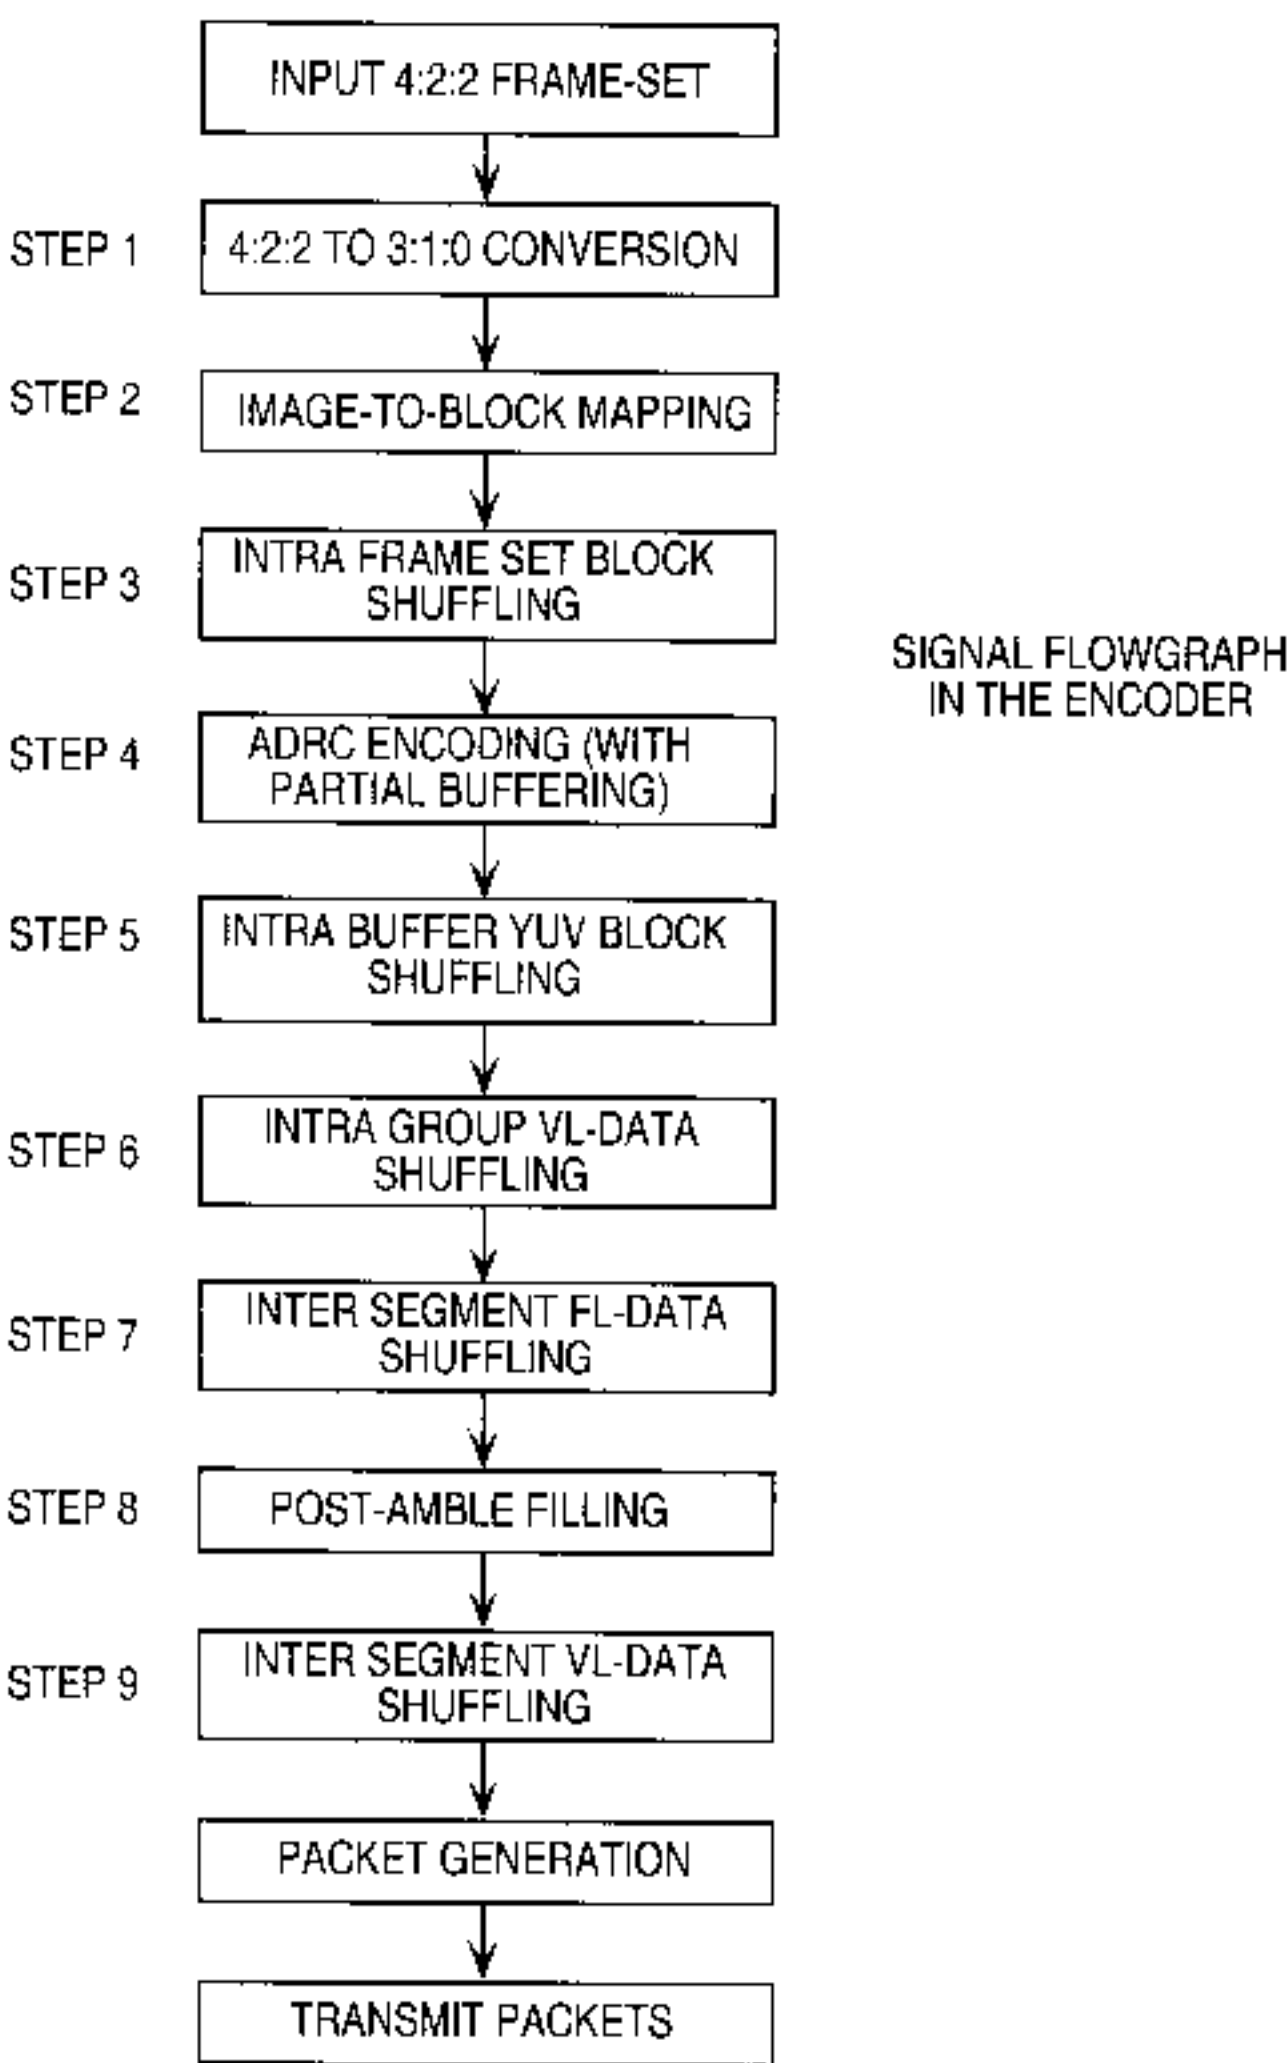 INPUT 4:2:2 FRAME-SET
STEP 1
4:2:2 TO 3:1:0 CONVERSION
STEP 2
IMAGE-TO-BLOCK MAPPING
STEP 3
INTRA FRAME SET BLOCK
SHUFFLING
SIGNAL FLOWGRAPH
IN THE ENCODER
STEP 4
ADRC ENCODING (WITH
PARTIAL BUFFERING)
STEP 5
INTRA BUFFER YUV BLOCK
SHUFFLING
STEP 6
INTRA GROUP VL-DATA
SHUFFLING
STEP 7
INTER SEGMENT FL-DATA
SHUFFLING
STEP 8
POST-AMBLE FILLING
STEP 9
INTER SEGMENT VL-DATA
SHUFFLING
PACKET GENERATION
TRANSMIT PACKETS